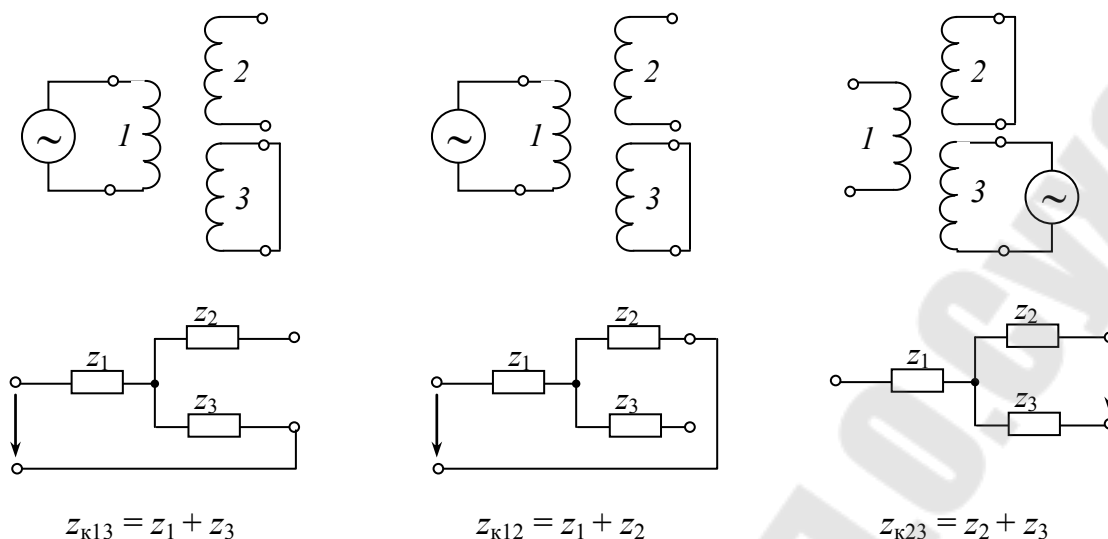 2
2
2
~
1
~
1
1
3
3
3
~
z₂
z₂
z₂
z₁
z₁
z₁
z₃
z₃
z₃
zк13 = z₁ + z₃
zк12 = z₁ + z₂
zк23 = z₂ + z₃